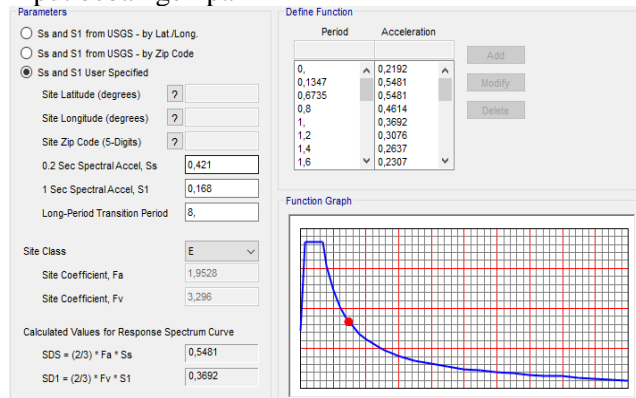 Parameters
Ss and S1 from USGS - by Lat./Long.
Ss and S1 from USGS - by Zip Code
Ss and S1 User Specified
Site Latitude (degrees) ?
Site Longitude (degrees) ?
Site Zip Code (5-Digits) ?
0.2 Sec Spectral Accel, Ss 0,421
1 Sec Spectral Accel, S1 0,168
Long-Period Transition Period 8,
Site Class E
Site Coefficient, Fa 1,9528
Site Coefficient, Fv 3,296
Calculated Values for Response Spectrum Curve
SDS = (2/3) * Fa * Ss 0,5481
SD1 = (2/3) * Fv * S1 0,3692
Define Function
Period Acceleration
0, 0,2192
0,1347 0,5481
0,6735 0,5481
0,8 0,4614
1, 0,3692
1,2 0,3076
1,4 0,2637
1,6 0,2307
Add
Modify
Delete
Function Graph